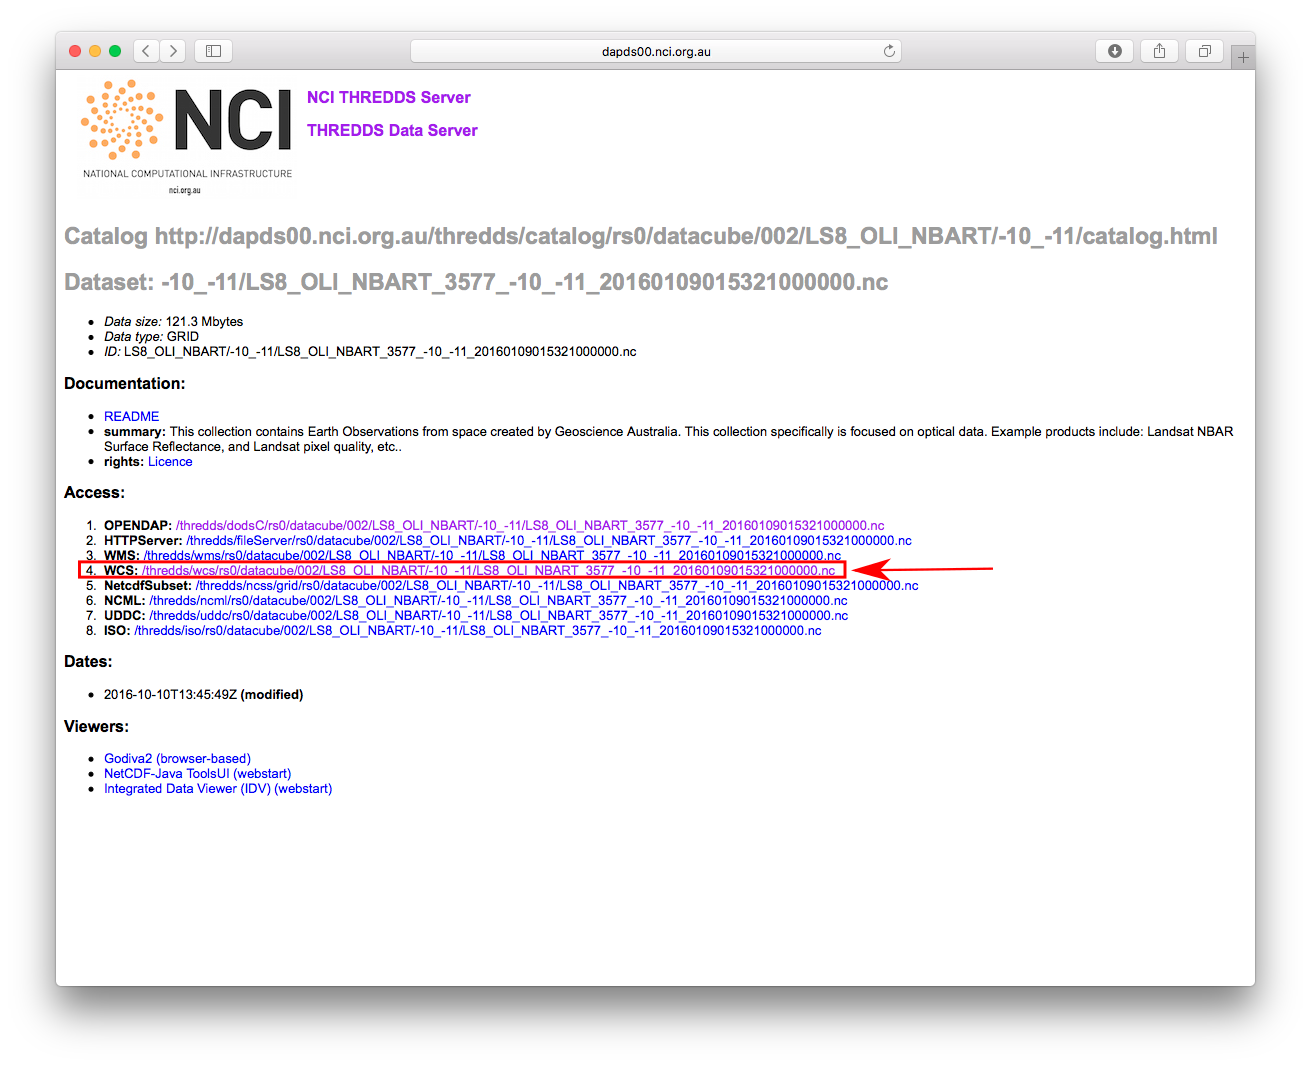 dapds00.nci.org.au
NCI
NATIONAL COMPUTATIONAL INFRASTRUCTURE
nci.org.au
NCI THREDDS Server
THREDDS Data Server
Catalog http://dapds00.nci.org.au/thredds/catalog/rs0/datacube/002/LS8_OLI_NBART/-10_-11/catalog.html
Dataset: -10_-11/LS8_OLI_NBART_3577_-10_-11_20160109015321000000.nc
• Data size: 121.3 Mbytes
• Data type: GRID
• ID: LS8_OLI_NBART/-10_-11/LS8_OLI_NBART_3577_-10_-11_20160109015321000000.nc
Documentation:
• README
• summary: This collection contains Earth Observations from space created by Geoscience Australia. This collection specifically is focused on optical data. Example products include: Landsat NBAR
Surface Reflectance, and Landsat pixel quality, etc..
• rights: Licence
Access:
1. OPENDAP: /thredds/dodsC/rs0/datacube/002/LS8_OLI_NBART/-10_-11/LS8_OLI_NBART_3577_-10_-11_20160109015321000000.nc
2. HTTPServer: /thredds/fileServer/rs0/datacube/002/LS8_OLI_NBART/-10_-11/LS8_OLI_NBART_3577_-10_-11_20160109015321000000.nc
3. WMS: /thredds/wms/rs0/datacube/002/LS8_OLI_NBART/-10_-11/LS8_OLI_NBART_3577_-10_-11_20160109015321000000.nc
4. WCS: /thredds/wcs/rs0/datacube/002/LS8_OLI_NBART/-10_-11/LS8_OLI_NBART_3577_-10_-11_20160109015321000000.nc
5. NetcdfSubset: /thredds/ncss/grid/rs0/datacube/002/LS8_OLI_NBART/-10_-11/LS8_OLI_NBART_3577_-10_-11_20160109015321000000.nc
6. NCML: /thredds/ncml/rs0/datacube/002/LS8_OLI_NBART/-10_-11/LS8_OLI_NBART_3577_-10_-11_20160109015321000000.nc
7. UDDC: /thredds/uddc/rs0/datacube/002/LS8_OLI_NBART/-10_-11/LS8_OLI_NBART_3577_-10_-11_20160109015321000000.nc
8. ISO: /thredds/iso/rs0/datacube/002/LS8_OLI_NBART/-10_-11/LS8_OLI_NBART_3577_-10_-11_20160109015321000000.nc
Dates:
• 2016-10-10T13:45:49Z (modified)
Viewers:
• Godiva2 (browser-based)
• NetCDF-Java ToolsUI (webstart)
• Integrated Data Viewer (IDV) (webstart)